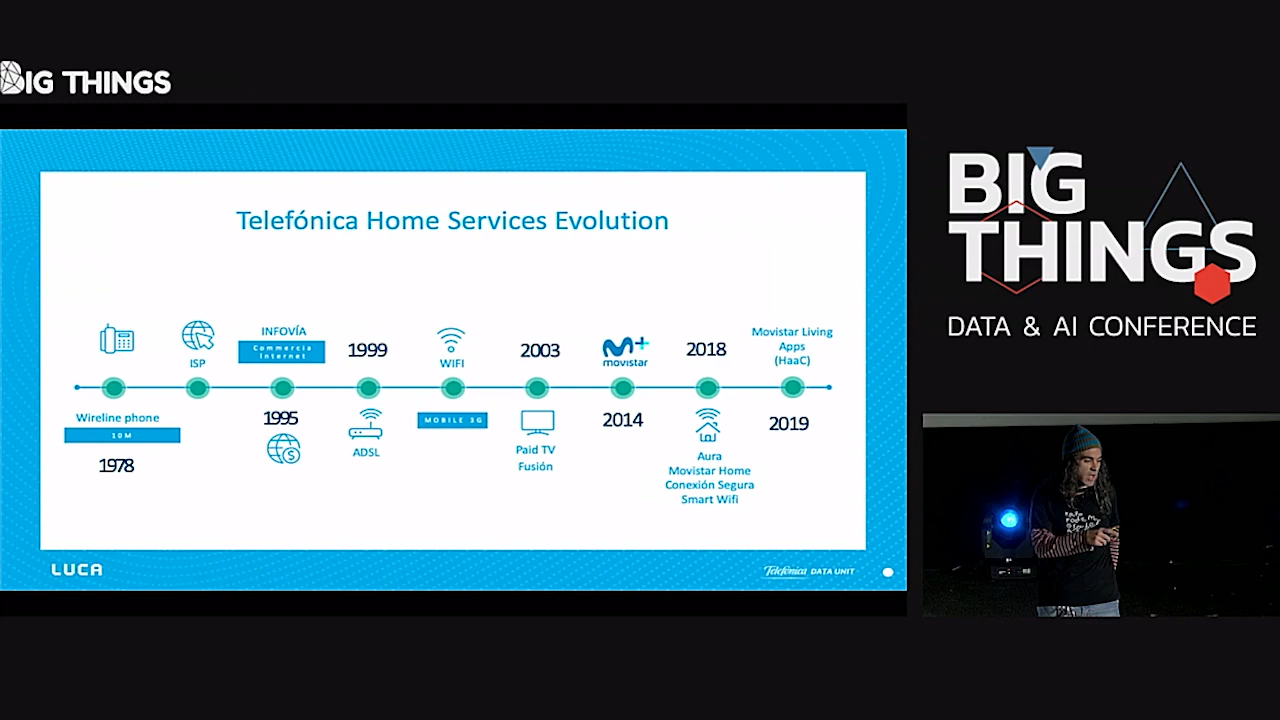 BIG THINGS
Telefónica Home Services Evolution
ISP
INFOVÍA
Commercia
Internet
1999
WIFI
2003
M+
movistar
2018
Movistar Living
Apps
(HaaC)
Wireline phone
10M
1978
1995
$
ADSL
MOBILE 3G
Paid TV
Fusión
2014
Aura
Movistar Home
Conexión Segura
Smart Wifi
2019
LUCA
Telefónica DATA UNIT
BIG
THINGS
DATA & AI CONFERENCE